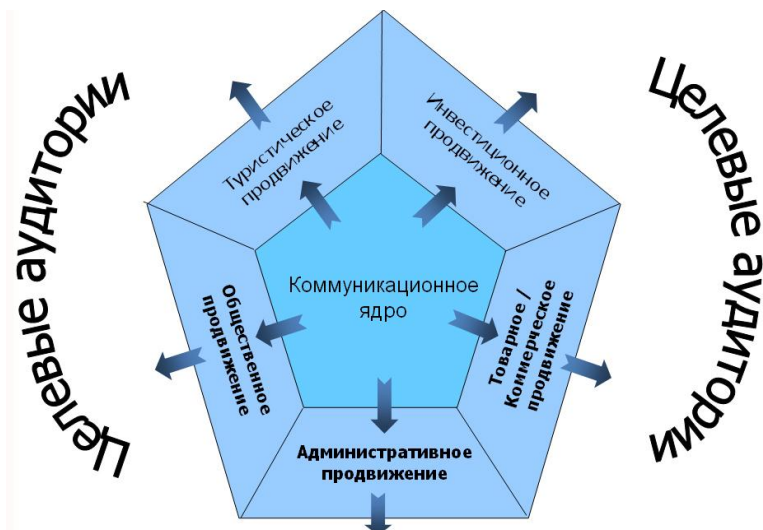 Целевые аудитории
Целевые аудитории
Туристическое
продвижение
Инвестиционное
продвижение
Коммуникационное
ядро
Общественное
продвижение
Товарное /
Коммерческое
продвижение
Административное
продвижение